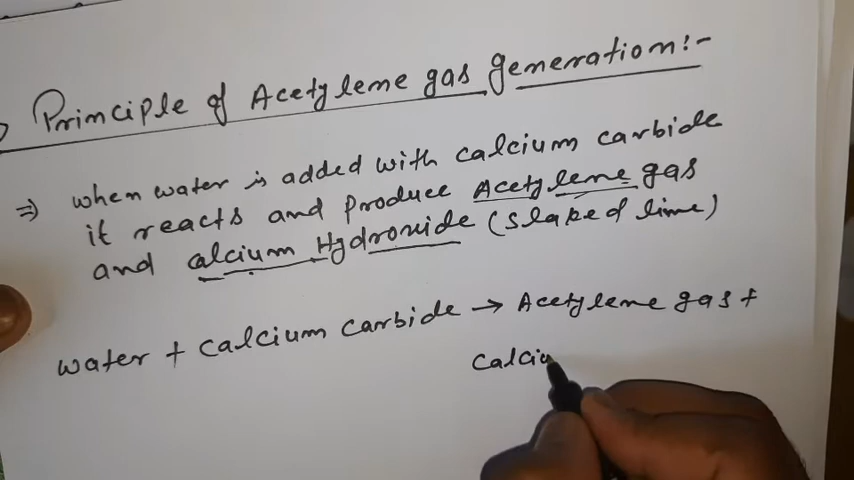 Principle of Acetylene gas generation:-
⇒ when water is added with calcium carbide
it reacts and produce Acetylene gas
and calcium Hydroxide (slaked lime)
water + calcium carbide → Acetylene gas +
Calciu